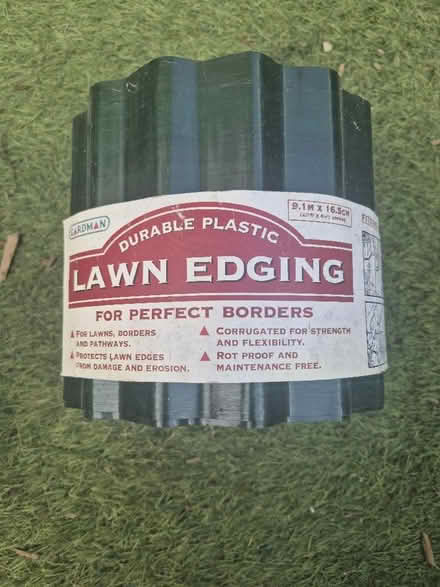 GARDMAN
9.1M X 16.5CM
DURABLE PLASTIC
LAWN EDGING
FOR PERFECT BORDERS
FOR LAWNS, BORDERS
AND PATHWAYS.
PROTECTS LAWN EDGES
FROM DAMAGE AND EROSION.
CORRUGATED FOR STRENGTH
AND FLEXIBILITY.
ROT PROOF AND
MAINTENANCE FREE.